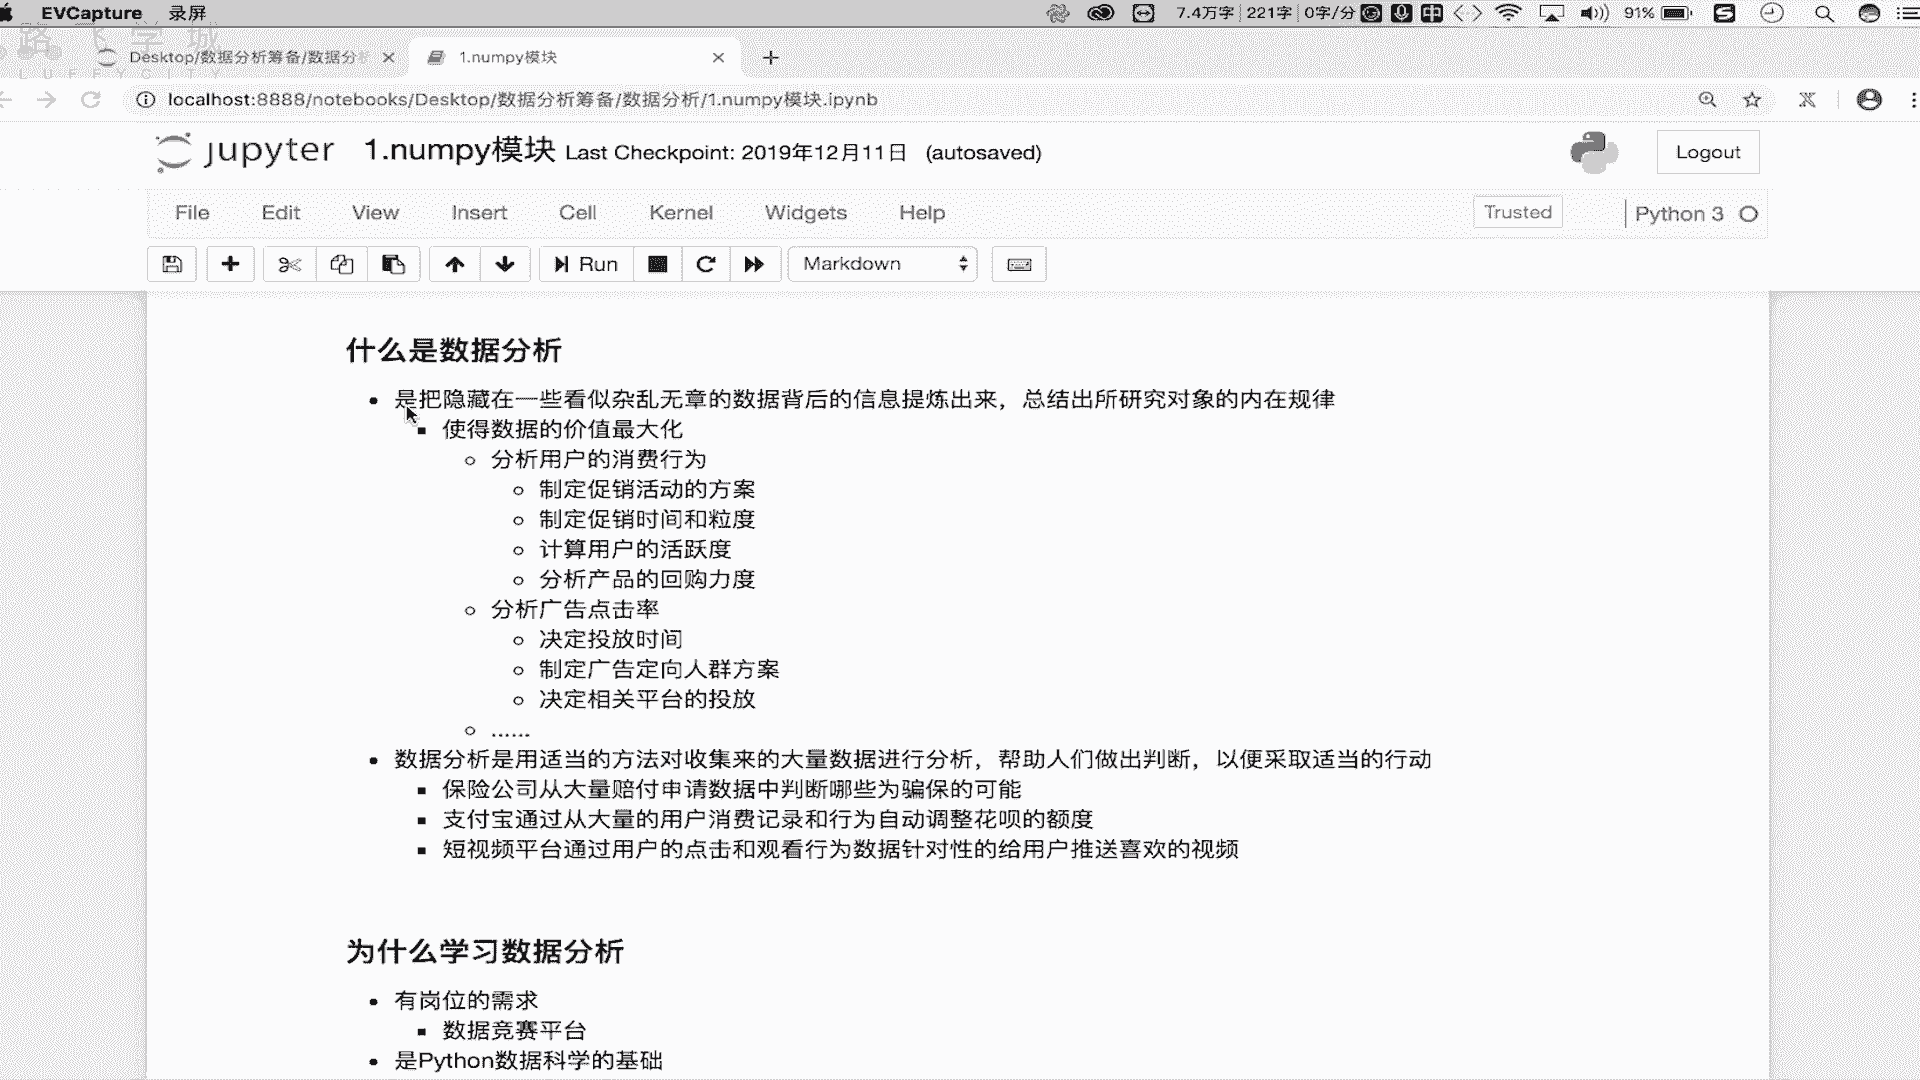 EVCapture 录屏 7.4万字 221字 0字/分 中 91%
路飞学城
LUFFYCITY
Desktop/数据分析筹备/数据分析
1.numpy模块
localhost:8888/notebooks/Desktop/数据分析筹备/数据分析/1.numpy模块.ipynb
jupyter 1.numpy模块 Last Checkpoint: 2019年12月11日 (autosaved) Logout
File Edit View Insert Cell Kernel Widgets Help Trusted Python 3
Run Markdown
什么是数据分析
是把隐藏在一些看似杂乱无章的数据背后的信息提炼出来，总结出所研究对象的内在规律
使得数据的价值最大化
分析用户的消费行为
制定促销活动的方案
制定促销时间和粒度
计算用户的活跃度
分析产品的回购力度
分析广告点击率
决定投放时间
制定广告定向人群方案
决定相关平台的投放
......
数据分析是用适当的方法对收集来的大量数据进行分析，帮助人们做出判断，以便采取适当的行动
保险公司从大量赔付申请数据中判断哪些为骗保的可能
支付宝通过从大量的用户消费记录和行为自动调整花呗的额度
短视频平台通过用户的点击和观看行为数据针对性的给用户推送喜欢的视频
为什么学习数据分析
有岗位的需求
数据竞赛平台
是Python数据科学的基础